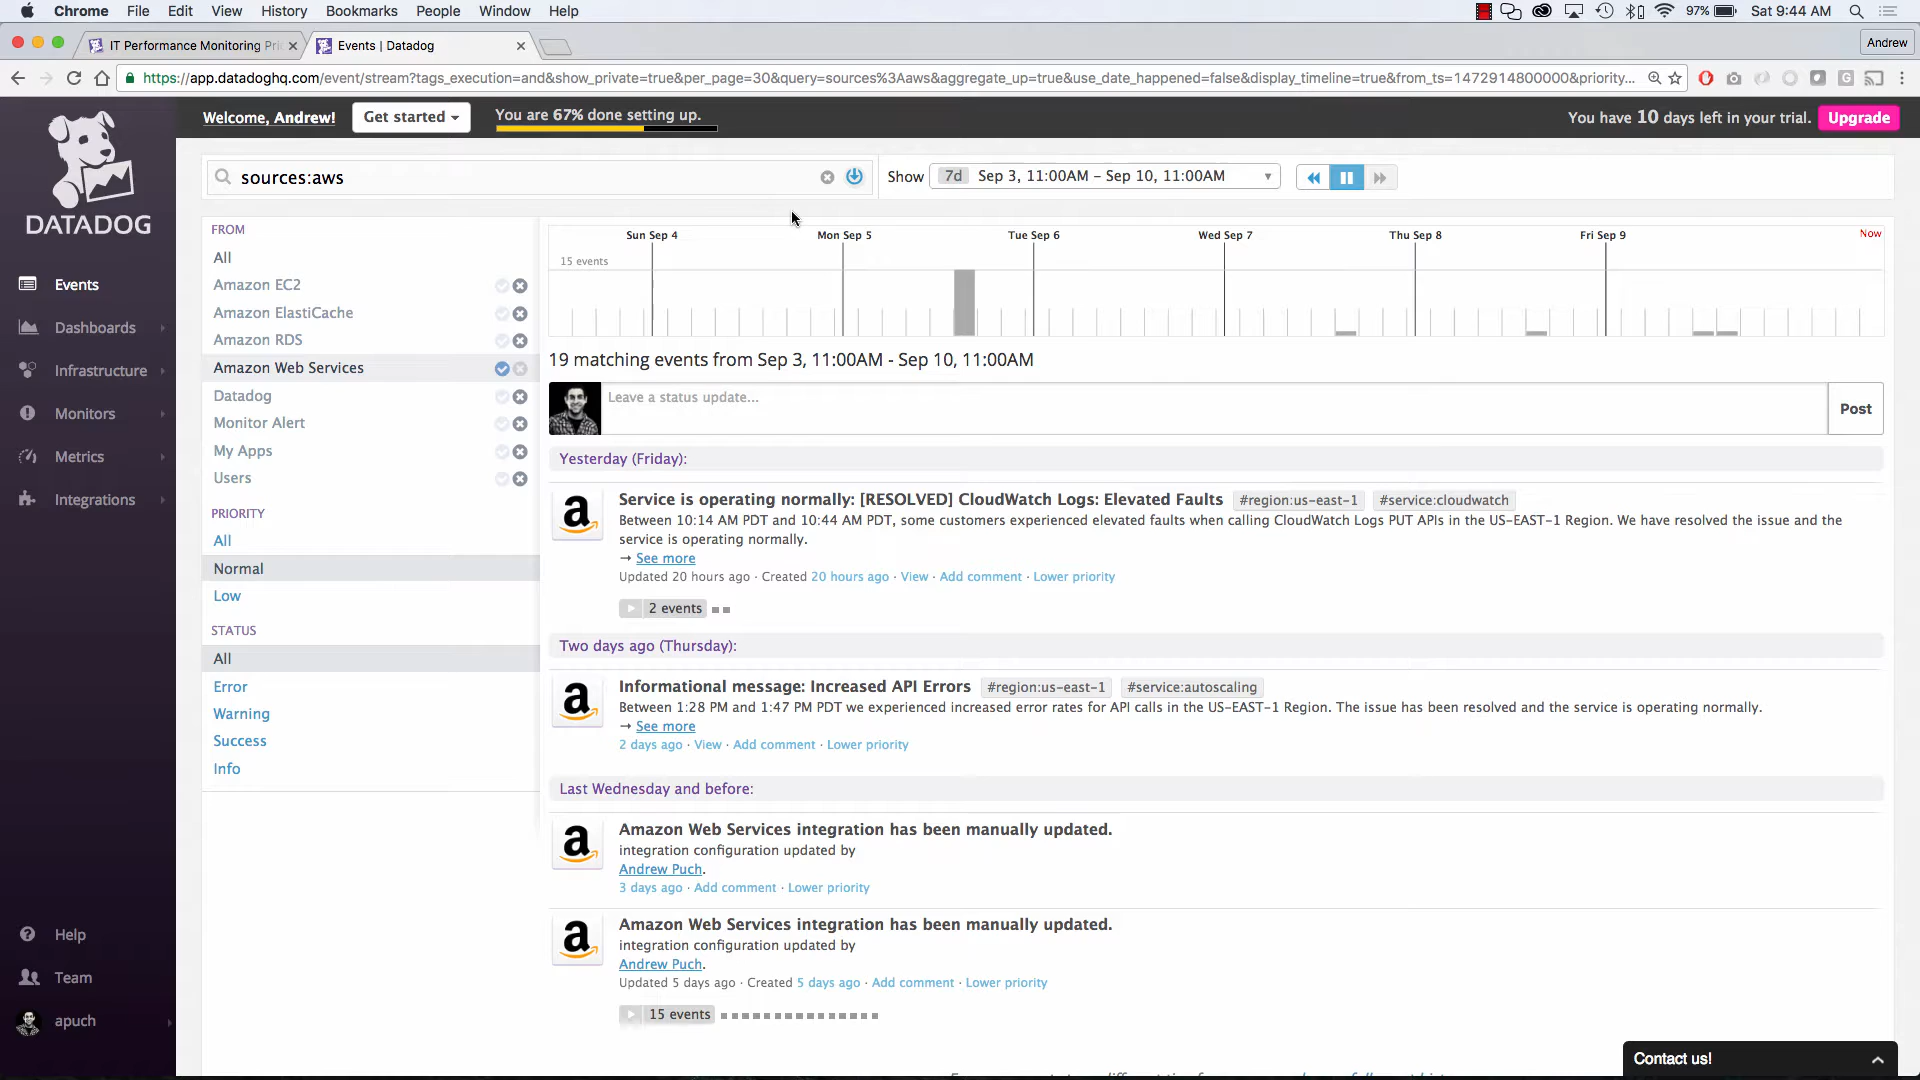 Chrome File Edit View History Bookmarks People Window Help 97% Sat 9:44 AM
IT Performance Monitoring Pri
Events | Datadog
Andrew
https://app.datadoghq.com/event/stream?tags_execution=and&show_private=true&per_page=30&query=sources%3Aaws&aggregate_up=true&use_date_happened=false&display_timeline=true&from_ts=1472914800000&priority...
Welcome, Andrew!
Get started
You are 67% done setting up.
You have 10 days left in your trial.
Upgrade
DATADOG
Events
Dashboards
Infrastructure
Monitors
Metrics
Integrations
Help
Team
apuch
sources:aws
Show 7d Sep 3, 11:00AM – Sep 10, 11:00AM
FROM
All
Amazon EC2
Amazon ElastiCache
Amazon RDS
Amazon Web Services
Datadog
Monitor Alert
My Apps
Users
PRIORITY
All
Normal
Low
STATUS
All
Error
Warning
Success
Info
Sun Sep 4 Mon Sep 5 Tue Sep 6 Wed Sep 7 Thu Sep 8 Fri Sep 9 Now
15 events
19 matching events from Sep 3, 11:00AM - Sep 10, 11:00AM
Leave a status update...
Post
Yesterday (Friday):
Service is operating normally: [RESOLVED] CloudWatch Logs: Elevated Faults #region:us-east-1 #service:cloudwatch
Between 10:14 AM PDT and 10:44 AM PDT, some customers experienced elevated faults when calling CloudWatch Logs PUT APIs in the US-EAST-1 Region. We have resolved the issue and the
service is operating normally.
→ See more
Updated 20 hours ago · Created 20 hours ago · View · Add comment · Lower priority
2 events
Two days ago (Thursday):
Informational message: Increased API Errors #region:us-east-1 #service:autoscaling
Between 1:28 PM and 1:47 PM PDT we experienced increased error rates for API calls in the US-EAST-1 Region. The issue has been resolved and the service is operating normally.
→ See more
2 days ago · View · Add comment · Lower priority
Last Wednesday and before:
Amazon Web Services integration has been manually updated.
integration configuration updated by
Andrew Puch.
3 days ago · Add comment · Lower priority
Amazon Web Services integration has been manually updated.
integration configuration updated by
Andrew Puch.
Updated 5 days ago · Created 5 days ago · Add comment · Lower priority
15 events
Contact us!